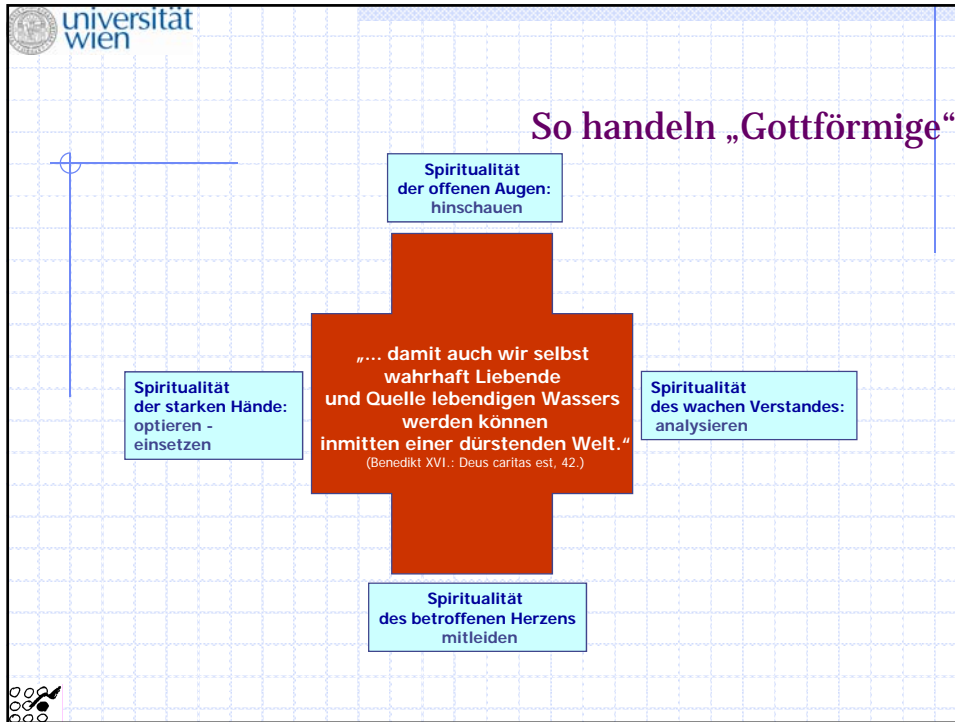 universität
wien
So handeln „Gottförmige“
Spiritualität
der offenen Augen:
hinschauen
„... damit auch wir selbst
wahrhaft Liebende
und Quelle lebendigen Wassers
werden können
inmitten einer dürstenden Welt.“
(Benedikt XVI.: Deus caritas est, 42.)
Spiritualität
der starken Hände:
optieren -
einsetzen
Spiritualität
des wachen Verstandes:
analysieren
Spiritualität
des betroffenen Herzens
mitleiden